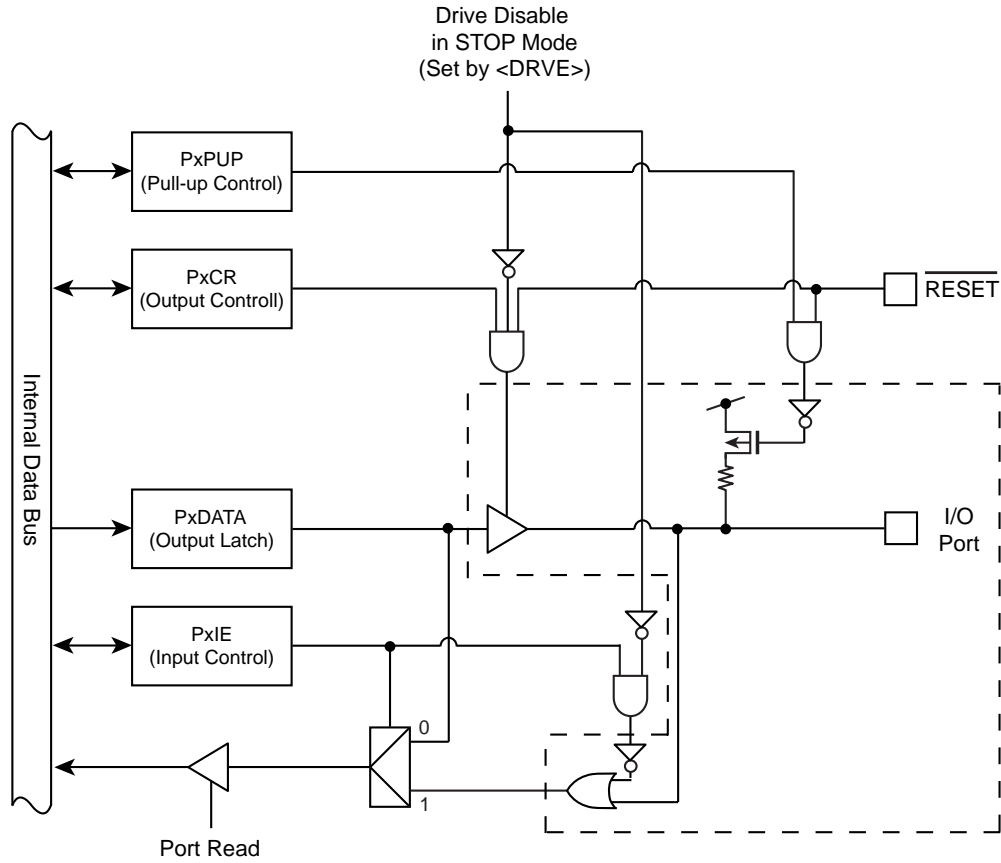 Drive Disable
in STOP Mode
(Set by <DRVE>)
PxPUP
(Pull-up Control)
PxCR
(Output Controll)
RESET
Internal Data Bus
PxDATA
(Output Latch)
I/O
Port
PxIE
(Input Control)
0
1
Port Read